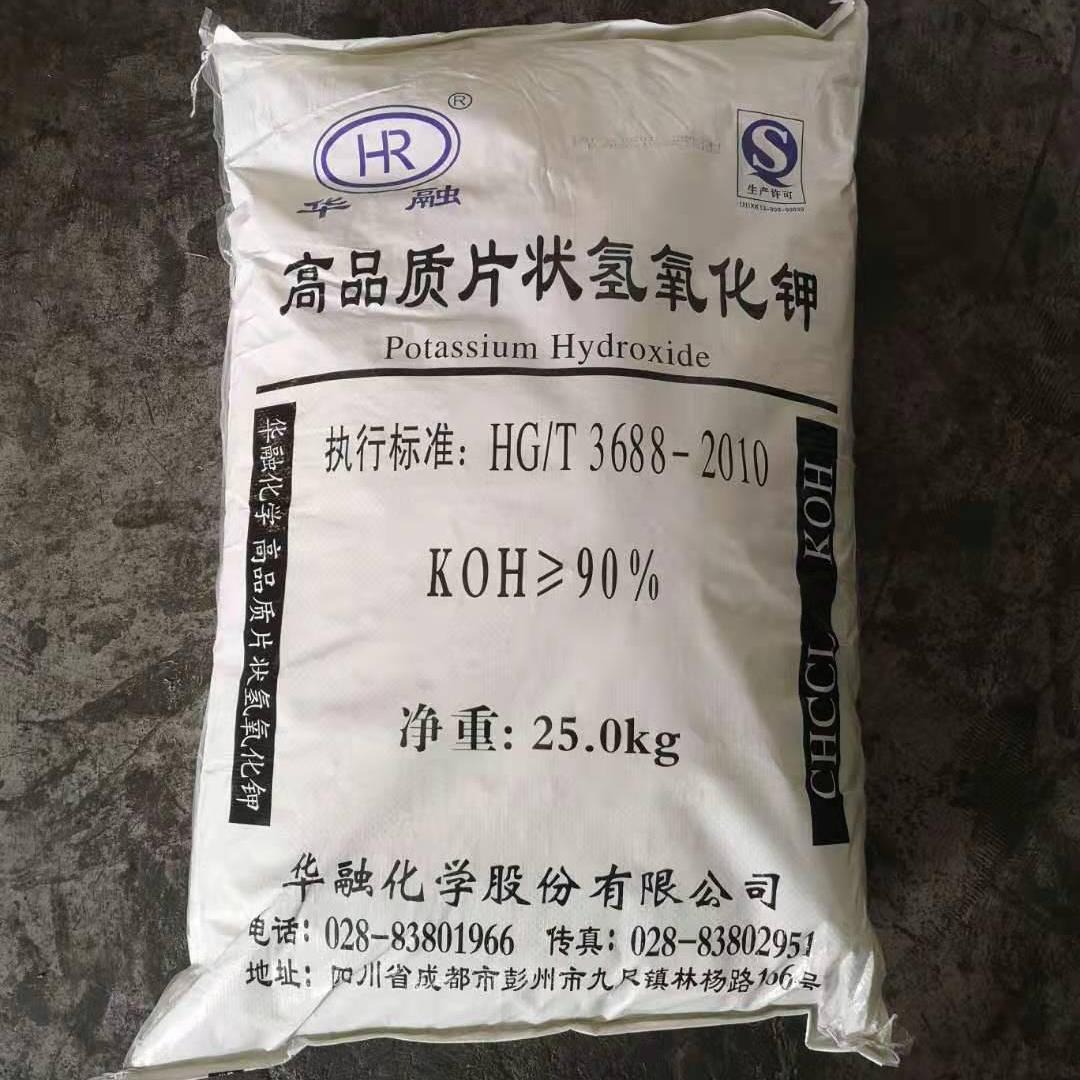 HR®
华融
S
生产许可
高品质片状氢氧化钾
Potassium Hydroxide
执行标准: HG/T 3688-2010
KOH≥90%
净重: 25.0kg
华融化学 高品质片状氢氧化钾
CHCCL KOH
华融化学股份有限公司
电话: 028-83801966 传真: 028-83802951
地址: 四川省成都市彭州市九尺镇林杨路166号